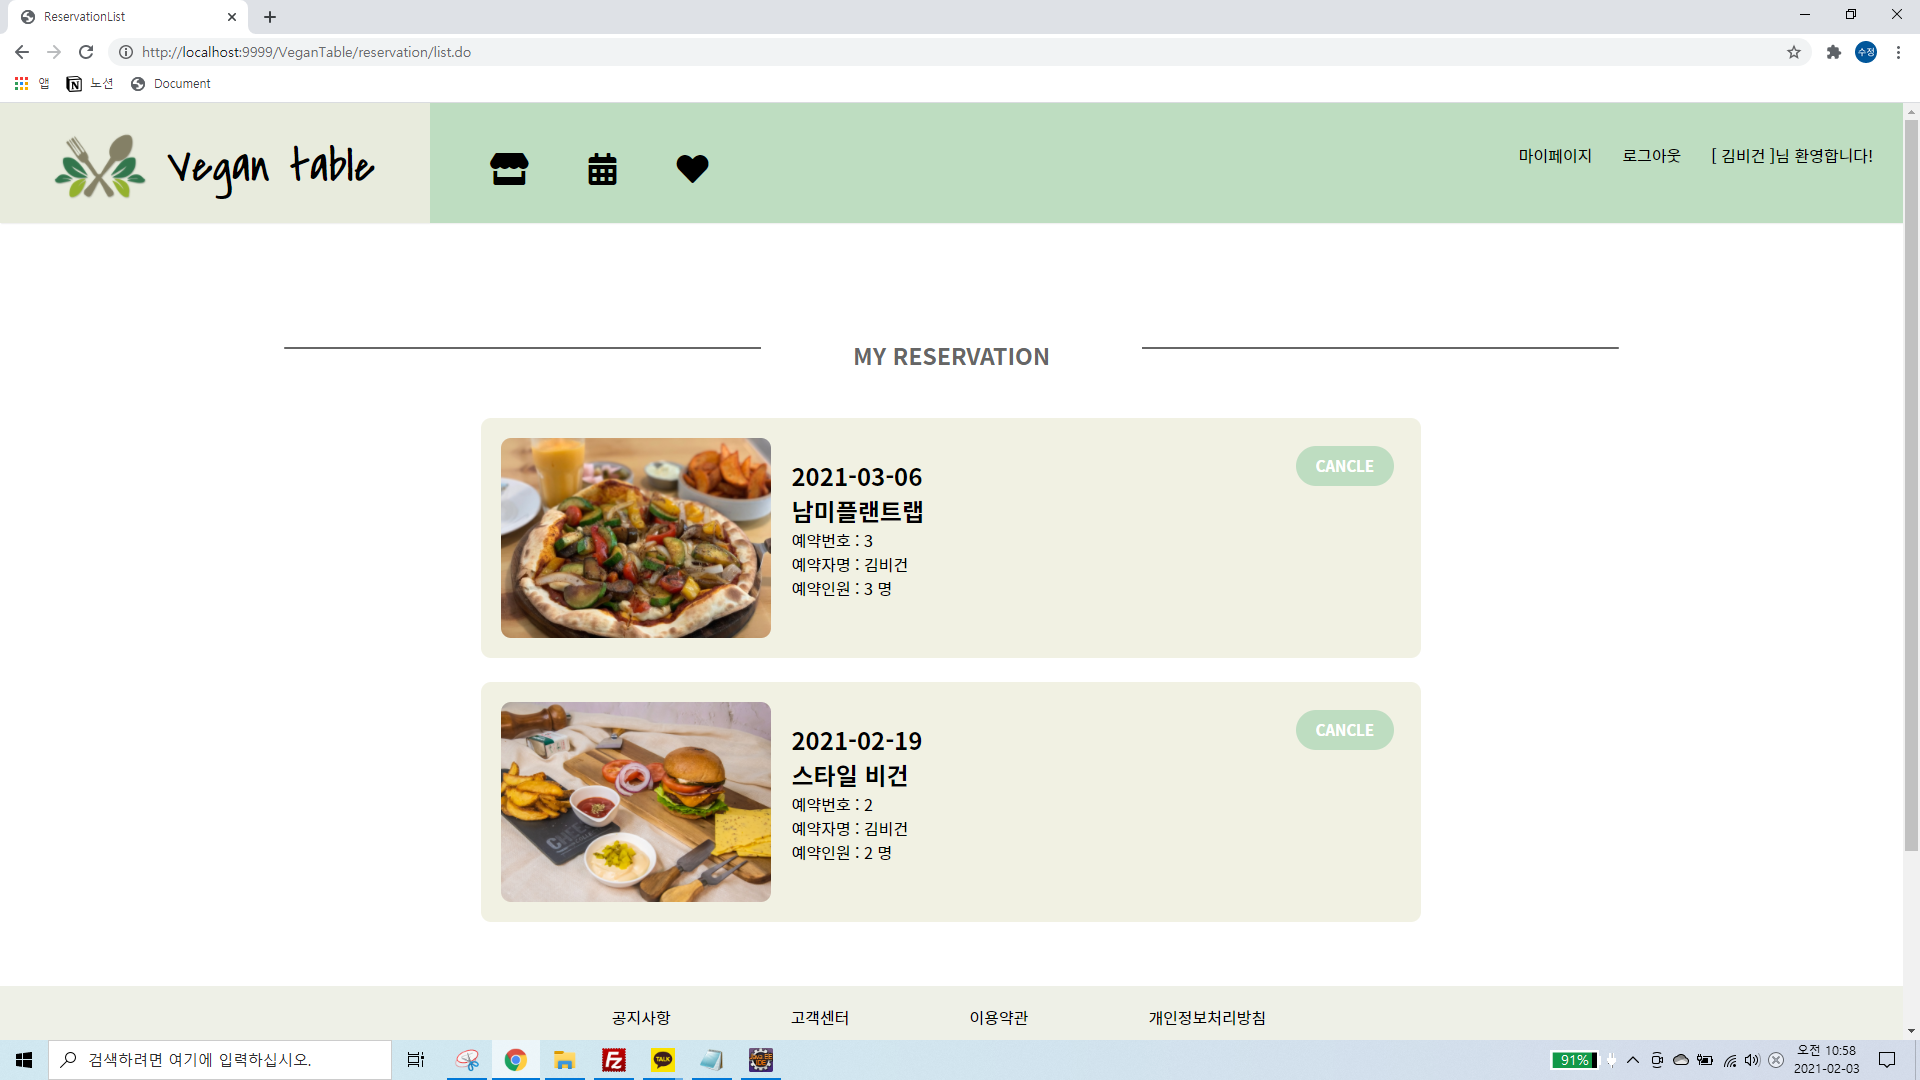 ReservationList
http://localhost:9999/VeganTable/reservation/list.do
수정
앱
노션
Document
Vegan table
마이페이지
로그아웃
[ 김비건 ]님 환영합니다!
MY RESERVATION
2021-03-06
남미플랜트랩
예약번호 : 3
예약자명 : 김비건
예약인원 : 3 명
CANCLE
2021-02-19
스타일 비건
예약번호 : 2
예약자명 : 김비건
예약인원 : 2 명
CANCLE
공지사항
고객센터
이용약관
개인정보처리방침
검색하려면 여기에 입력하십시오.
TALK
91%
오전 10:58
2021-02-03